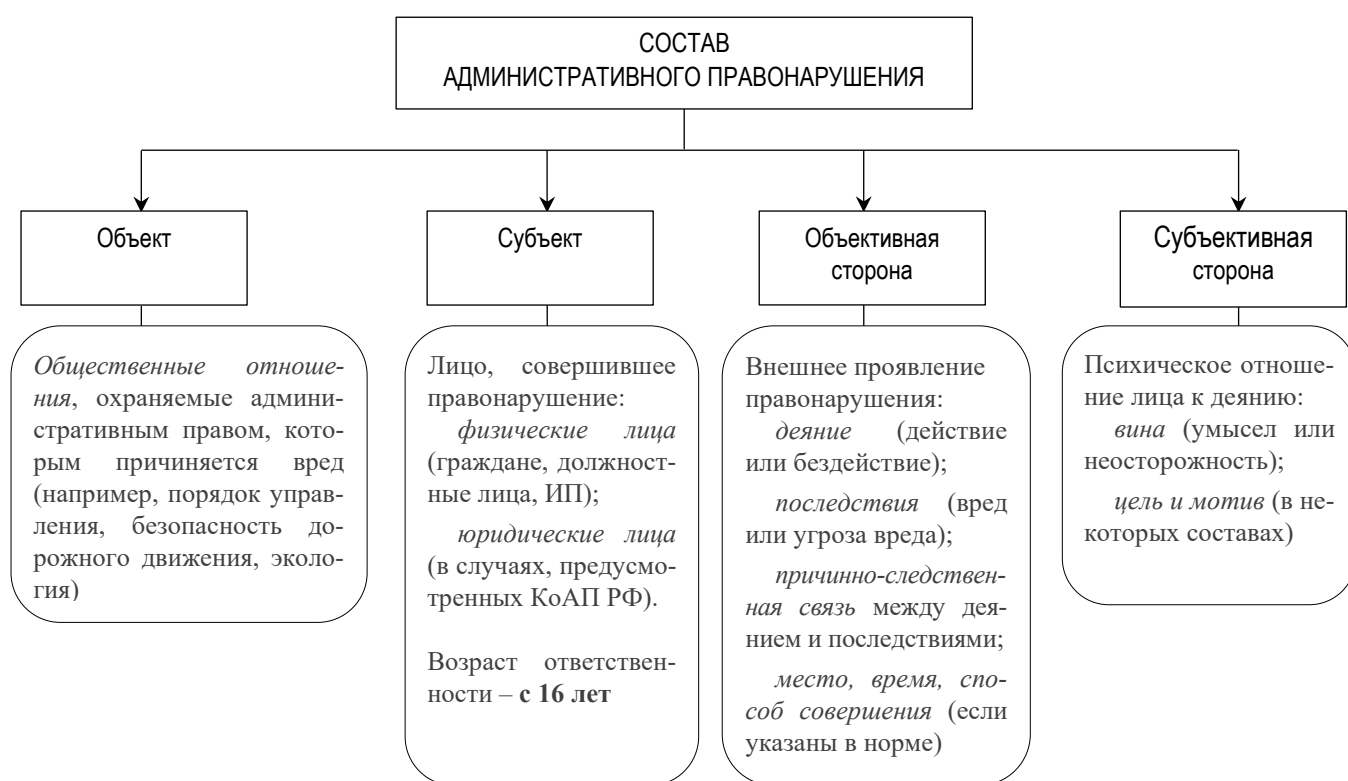 СОСТАВ
АДМИНИСТРАТИВНОГО ПРАВОНАРУШЕНИЯ
Объект
Общественные отноше-
ния, охраняемые админи-
стративным правом, кото-
рым причиняется вред
(например, порядок управ-
ления, безопасность до-
рожного движения, эколо-
гия)
Субъект
Лицо, совершившее
правонарушение:
физические лица
(граждане, должност-
ные лица, ИП);
юридические лица
(в случаях, предусмо-
тренных КоАП РФ).
Возраст ответствен-
ности – с 16 лет
Объективная
сторона
Внешнее проявление
правонарушения:
деяние (действие
или бездействие);
последствия (вред
или угроза вреда);
причинно-следствен-
ная связь между дея-
нием и последствиями;
место, время, спо-
соб совершения (если
указаны в норме)
Субъективная
сторона
Психическое отноше-
ние лица к деянию:
вина (умысел или
неосторожность);
цель и мотив (в не-
которых составах)